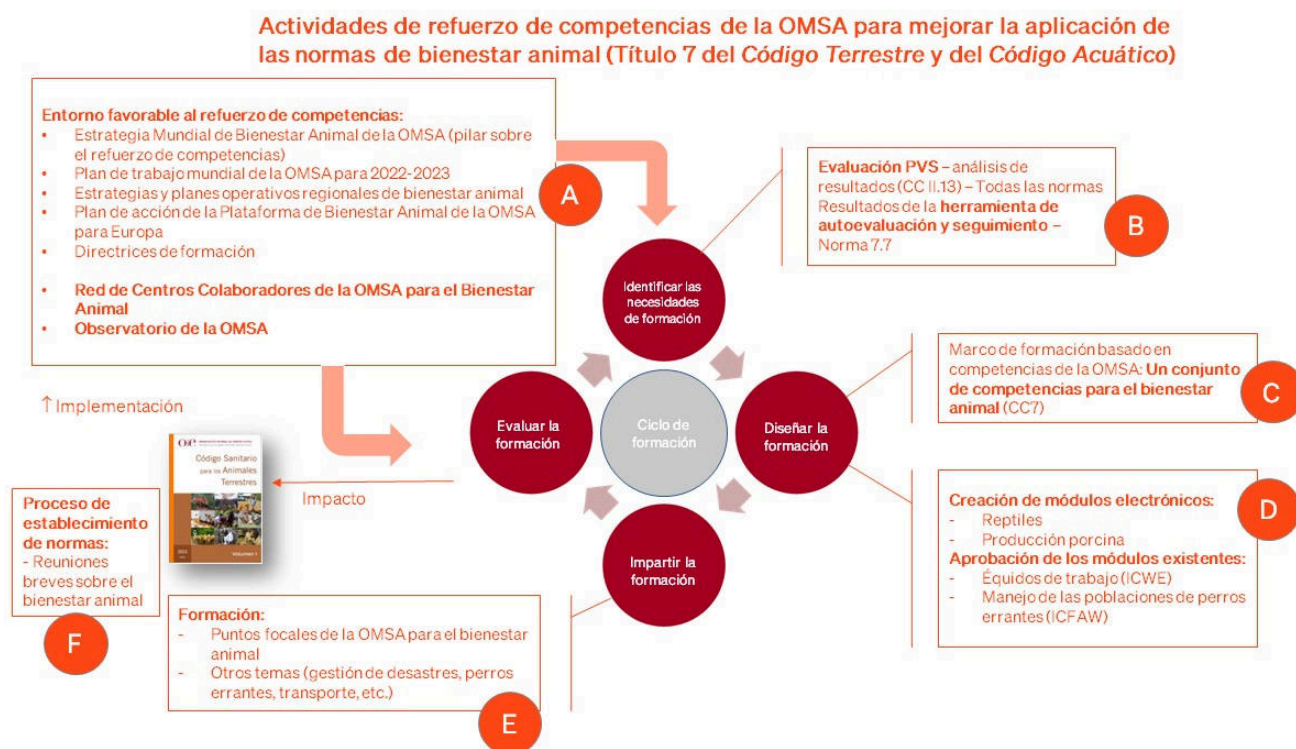 Actividades de refuerzo de competencias de la OMSA para mejorar la aplicación de
las normas de bienestar animal (Título 7 del Código Terrestre y del Código Acuático)
Entorno favorable al refuerzo de competencias:
• Estrategia Mundial de Bienestar Animal de la OMSA (pilar sobre
el refuerzo de competencias)
• Plan de trabajo mundial de la OMSA para 2022-2023
• Estrategias y planes operativos regionales de bienestar animal
• Plan de acción de la Plataforma de Bienestar Animal de la OMSA
para Europa
• Directrices de formación
• Red de Centros Colaboradores de la OMSA para el Bienestar
Animal
• Observatorio de la OMSA
A
Evaluación PVS – análisis de
resultados (CC II.13) – Todas las normas
Resultados de la herramienta de
autoevaluación y seguimiento –
Norma 7.7
B
Identificar las
necesidades
de formación
Marco de formación basado en
competencias de la OMSA: Un conjunto
de competencias para el bienestar
animal (CC7)
C
Evaluar la
formación
Ciclo de
formación
Diseñar la
formación
↑ Implementación
Código Sanitario
para los Animales
Terrestres
Volumen I
Impacto
Creación de módulos electrónicos:
- Reptiles
- Producción porcina
Aprobación de los módulos existentes:
- Équidos de trabajo (ICWE)
- Manejo de las poblaciones de perros
errantes (ICFAW)
D
Proceso de
establecimiento
de normas:
- Reuniones
breves sobre el
bienestar animal
F
Impartir la
formación
Formación:
- Puntos focales de la OMSA para el bienestar
animal
- Otros temas (gestión de desastres, perros
errantes, transporte, etc.)
E